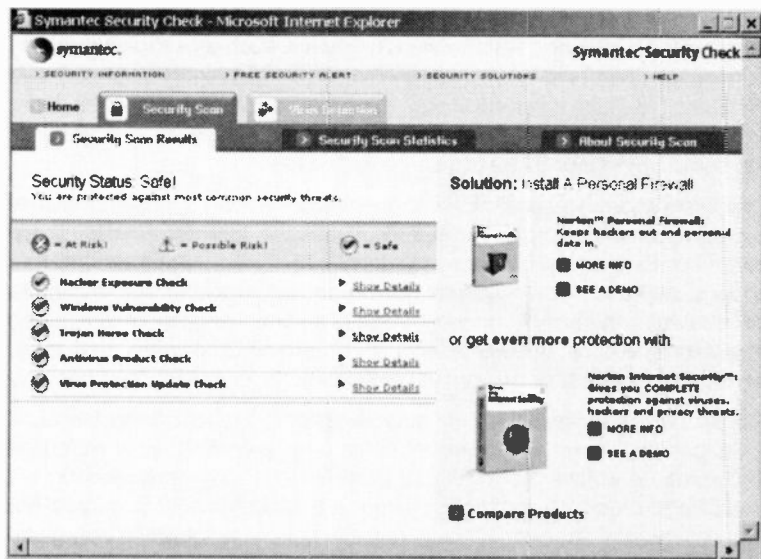 Symantec Security Check - Microsoft Internet Explorer
symantec.
Symantec™ Security Check
> SECURITY INFORMATION > FREE SECURITY ALERT > SECURITY SOLUTIONS > HELP
Home Security Scan Virus Detection
Security Scan Results Security Scan Statistics About Security Scan
Security Status: Safe!
You are protected against most common security threats.
= At Risk! = Possible Risk! = Safe
Hacker Exposure Check Show Details
Windows Vulnerability Check Show Details
Trojan Horse Check Show Details
Antivirus Product Check Show Details
Virus Protection Update Check Show Details
Solution: Install A Personal Firewall
Norton™ Personal Firewall:
Keeps hackers out and personal
data in.
MORE INFO
SEE A DEMO
or get even more protection with
Norton Internet Security™:
Gives you COMPLETE
protection against viruses,
hackers and privacy threats.
MORE INFO
SEE A DEMO
Compare Products